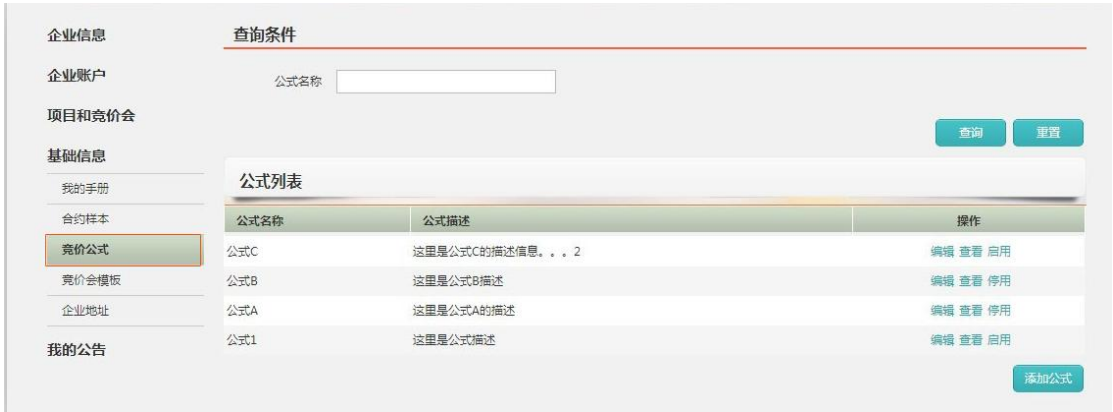 企业信息
企业账户
项目和竞价会
基础信息
我的手册
合约样本
竞价公式
竞价会模板
企业地址
我的公告
查询条件
公式名称
查询 重置
公式列表
公式名称 公式描述 操作
公式C 这里是公式C的描述信息。。。2 编辑 查看 启用
公式B 这里是公式B描述 编辑 查看 停用
公式A 这里是公式A的描述 编辑 查看 停用
公式1 这里是公式描述 编辑 查看 启用
添加公式